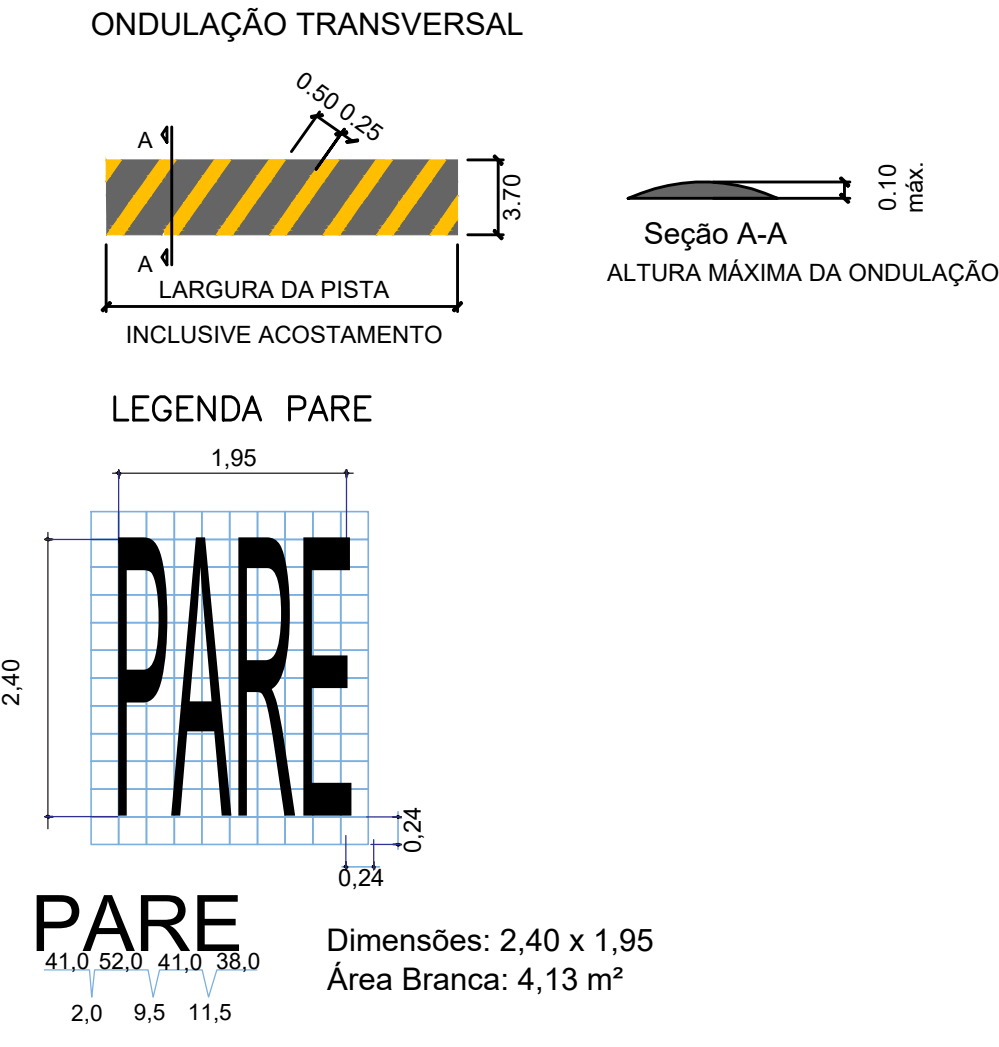 ONDULAÇÃO TRANSVERSAL
0.50 0.25
A
3.70
A
LARGURA DA PISTA
INCLUSIVE ACOSTAMENTO
0.10
máx.
Seção A-A
ALTURA MÁXIMA DA ONDULAÇÃO
LEGENDA PARE
1,95
2,40
PARE
0,24
0,24
PARE
41,0 52,0 41,0 38,0
2,0 9,5 11,5
Dimensões: 2,40 x 1,95
Área Branca: 4,13 m²